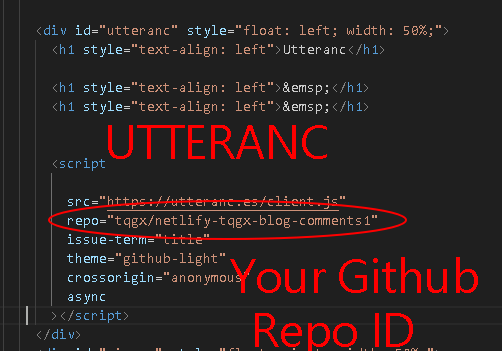 <div id="utteranc" style="float: left; width: 50%;">
<h1 style="text-align: left">Utteranc</h1>
<h1 style="text-align: left">&emsp;</h1>
<h1 style="text-align: left">&emsp;</h1>
UTTERANC
<script
src="https://utteranc.es/client.js"
repo="tqgx/netlify-tqgx-blog-comments1"
issue-term="title"
theme="github-light"
crossorigin="anonymous"
async
></script>
</div>
Your Github
Repo ID